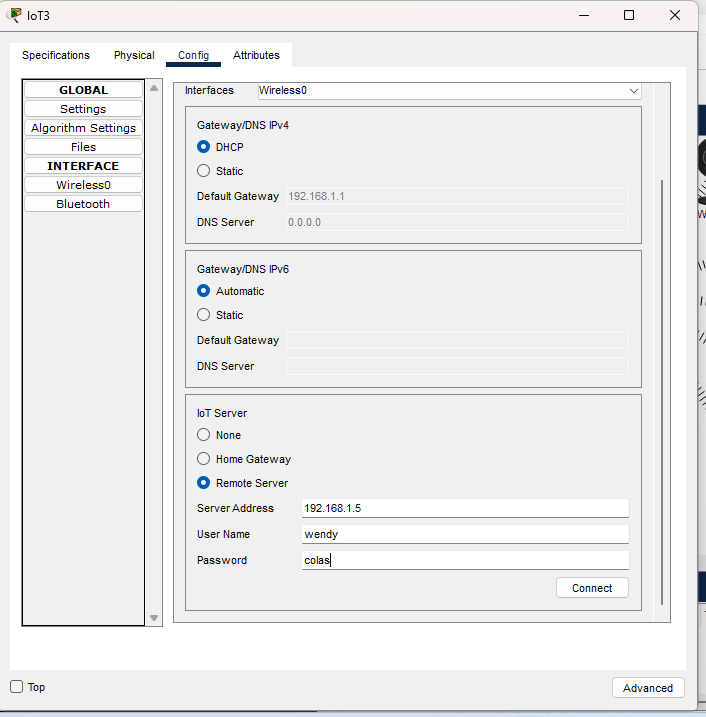 IoT3
Specifications Physical Config Attributes
GLOBAL
Settings
Algorithm Settings
Files
INTERFACE
Wireless0
Bluetooth
Interfaces Wireless0
Gateway/DNS IPv4
DHCP
Static
Default Gateway 192.168.1.1
DNS Server 0.0.0.0
Gateway/DNS IPv6
Automatic
Static
Default Gateway
DNS Server
IoT Server
None
Home Gateway
Remote Server
Server Address 192.168.1.5
User Name wendy
Password colas
Connect
Top Advanced